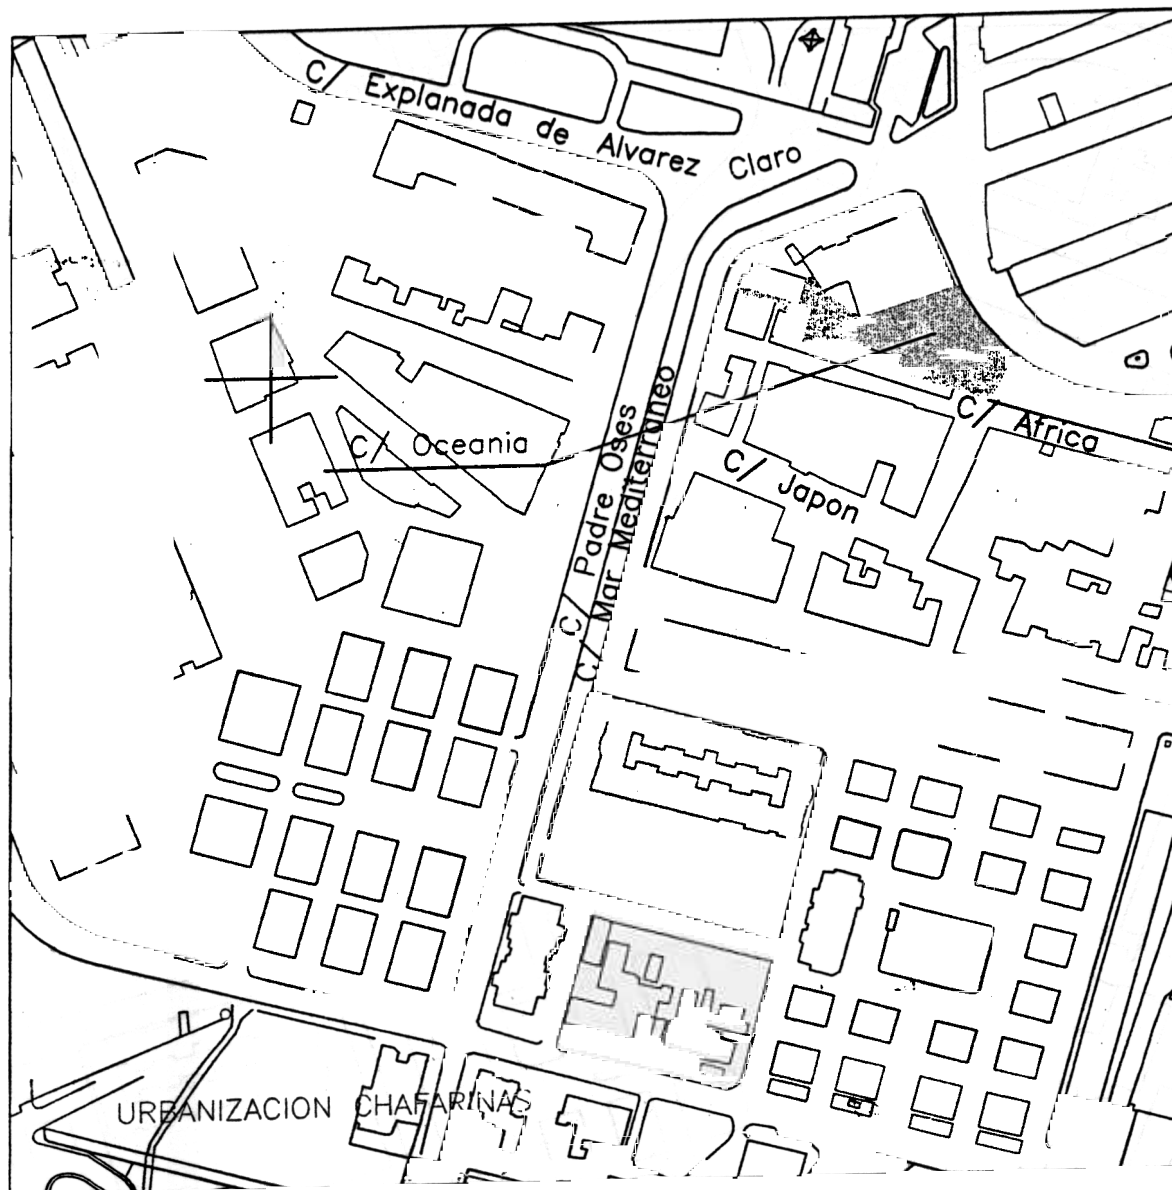 C/ Explanada de Alvarez Claro
C/ Africa
C/ Oceania
C/ Japon
C/ Padre Oses
C/ Mar Mediterraneo
URBANIZACION CHAFARINAS